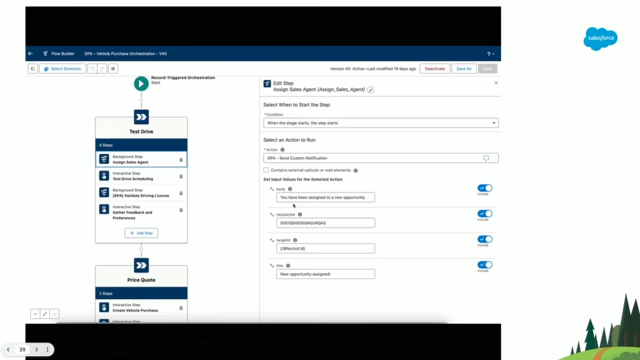 salesforce
Flow Builder
DPA - Vehicle Purchase Orchestration - V45
?
Select Elements
Version 45: Active—Last modified 19 days ago
Deactivate
Save As
Record-Triggered Orchestration
Start
Test Drive
4 Steps
Background Step
Assign Sales Agent
Interactive Step
Test Drive Scheduling
Background Step
[SFA] Validate Driving License
Interactive Step
Gather Feedback and
Preferences
Add Step
Price Quote
2 Steps
Interactive Step
Create Vehicle Purchase
Edit Step
Assign Sales Agent (Assign_Sales_Agent)
Select When to Start the Step
*Condition
When the stage starts, the step starts
Select an Action to Run
*Action
DPA - Send Custom Notification
Contains external callouts or wait elements
Set Input Values for the Selected Action
body
You have been assigned to a new opportunity
Include
recipientId
Include
targetId
{!$Record.Id}
Include
title
New opportunity assigned!
Include
39